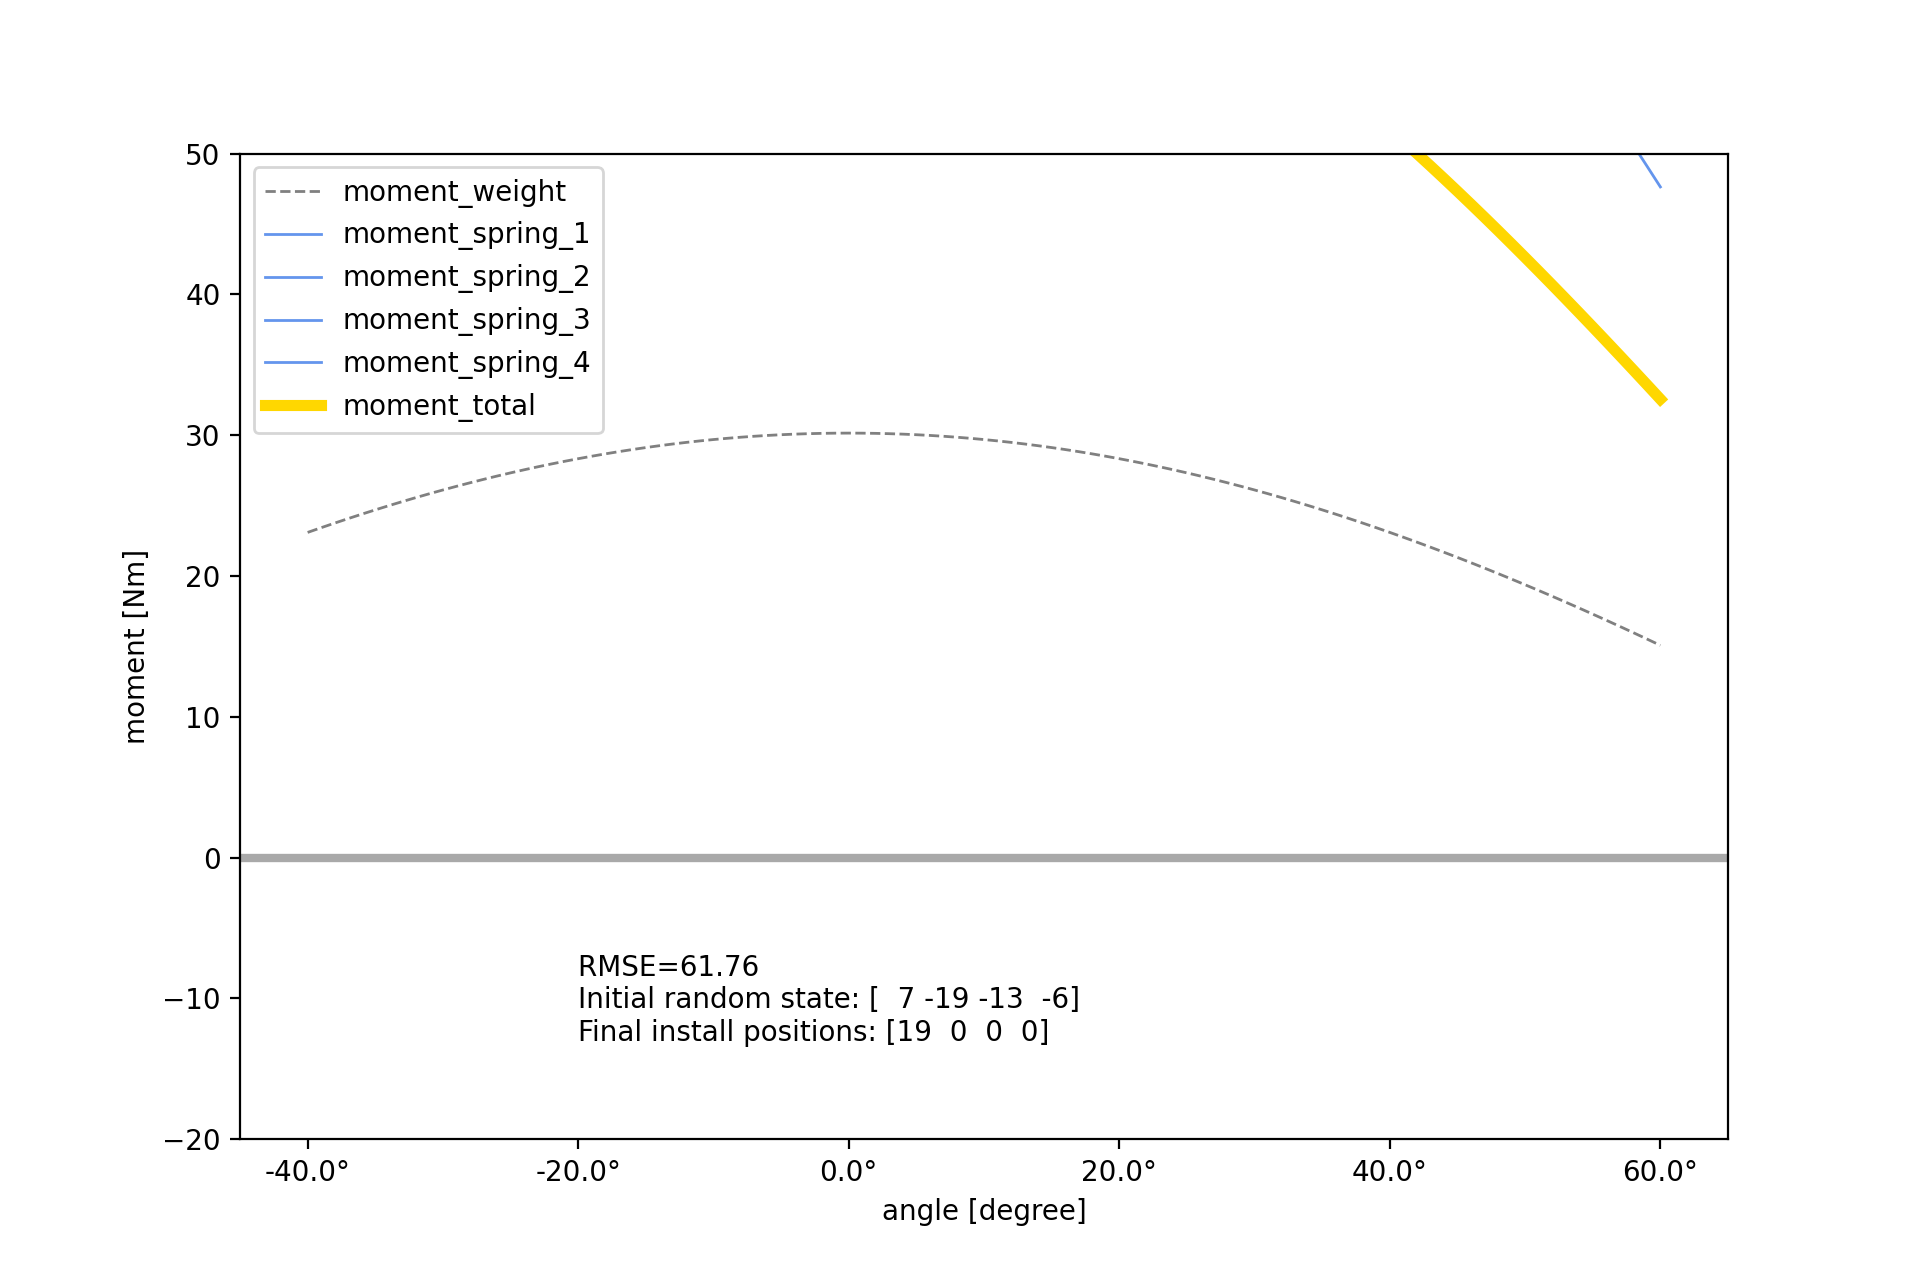 50
40
30
20
10
0
−10
−20
moment [Nm]
moment_weight
moment_spring_1
moment_spring_2
moment_spring_3
moment_spring_4
moment_total
RMSE=61.76
Initial random state: [  7 -19 -13  -6]
Final install positions: [19  0  0  0]
-40.0° -20.0° 0.0° 20.0° 40.0° 60.0°
angle [degree]